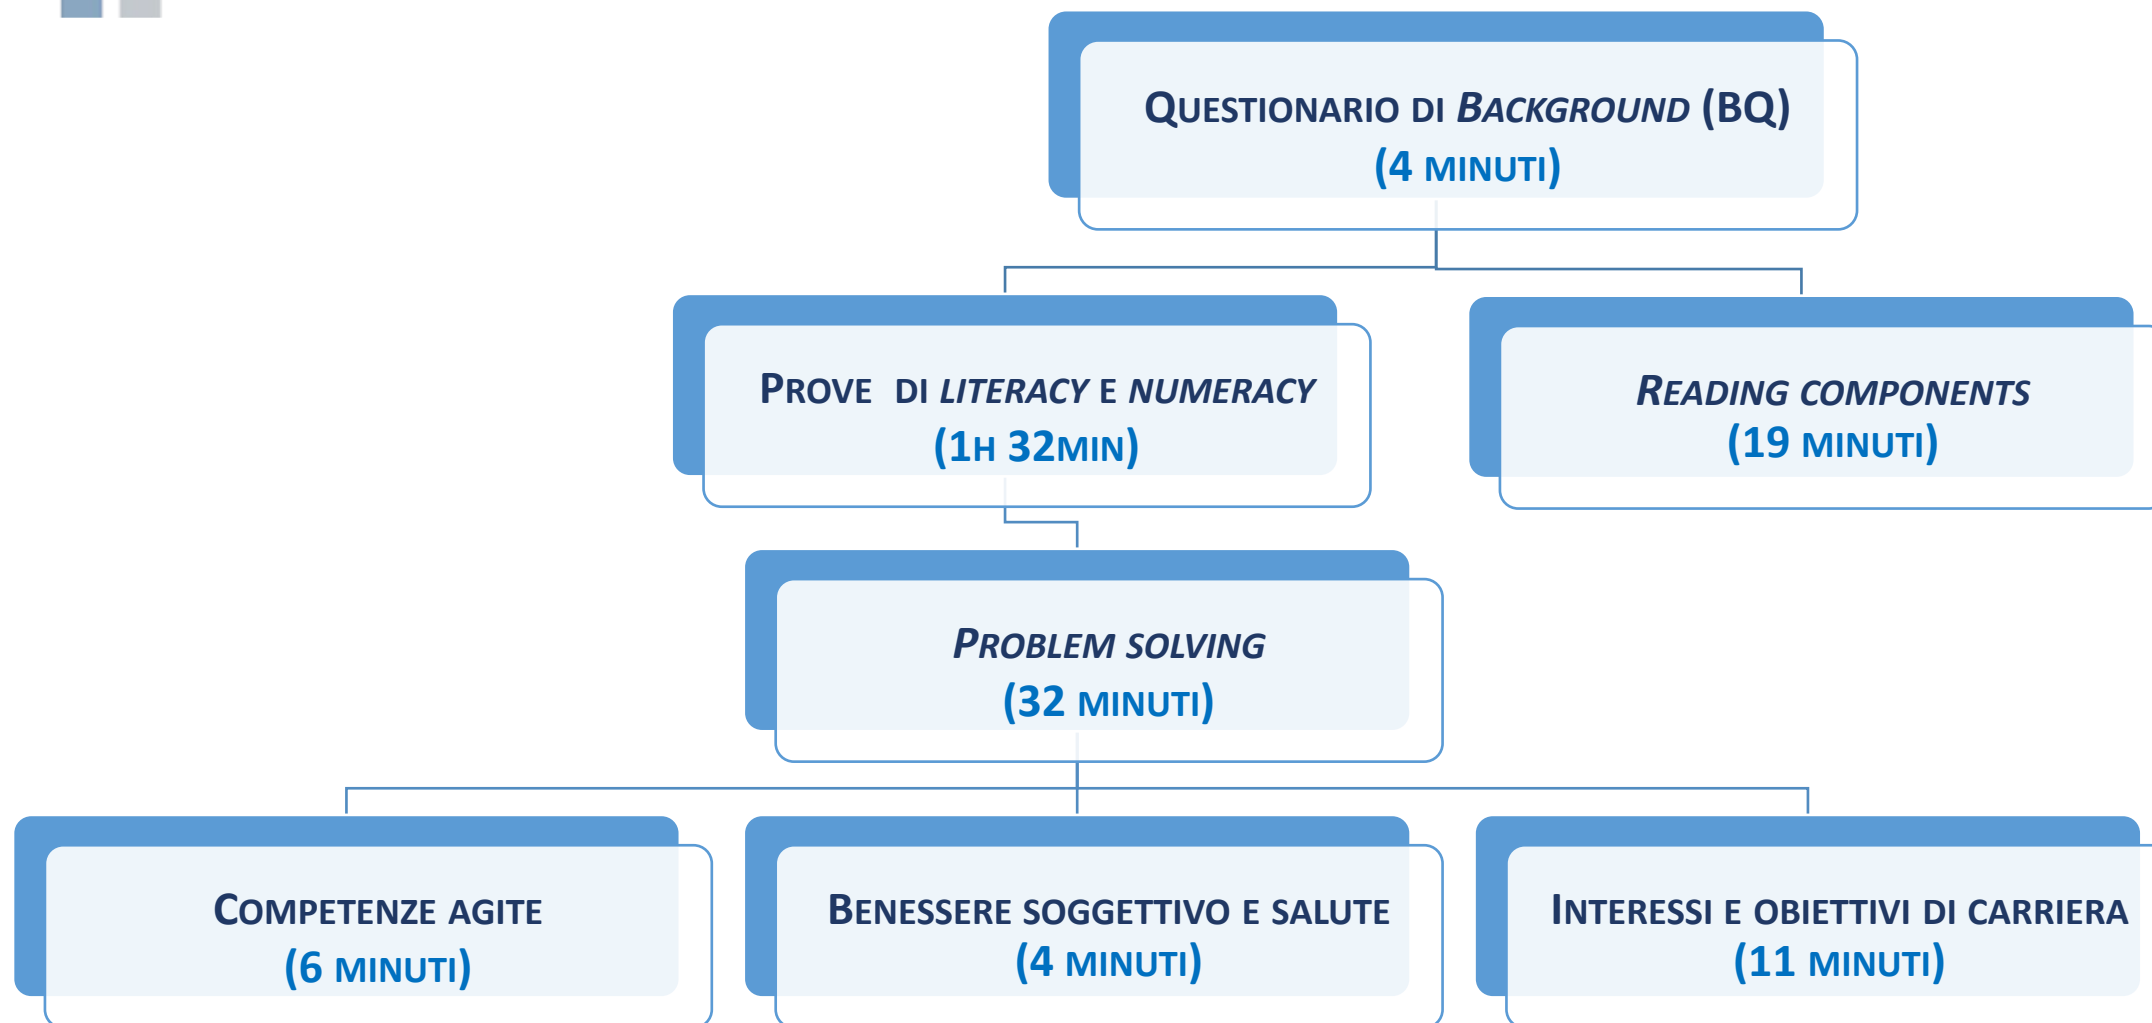 Questionario di Background (BQ)
(4 minuti)
Prove di literacy e numeracy
(1h 32min)
Reading components
(19 minuti)
Problem solving
(32 minuti)
Competenze agite
(6 minuti)
Benessere soggettivo e salute
(4 minuti)
Interessi e obiettivi di carriera
(11 minuti)